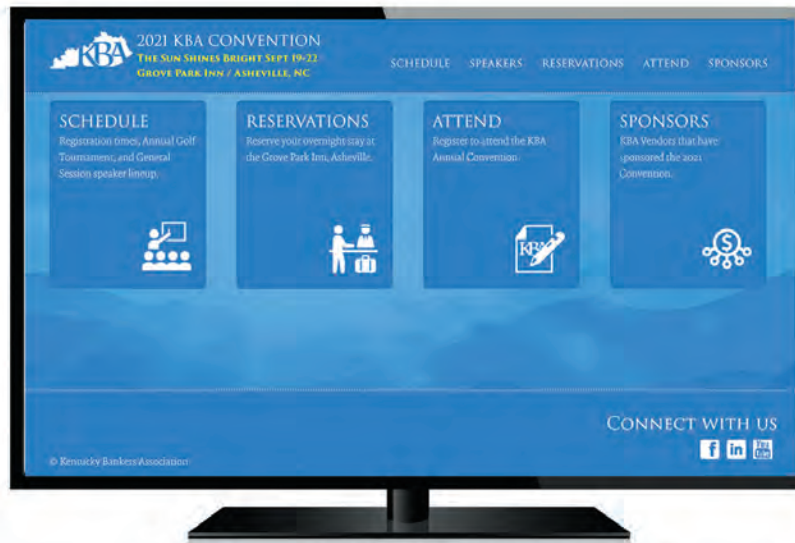 KBA
2021 KBA CONVENTION
THE SUN SHINES BRIGHT SEPT 19-22
GROVE PARK INN / ASHEVILLE, NC
SCHEDULE SPEAKERS RESERVATIONS ATTEND SPONSORS
SCHEDULE
Registration times, Annual Golf
Tournament, and General
Session speaker lineup.
RESERVATIONS
Reserve your overnight stay at
the Grove Park Inn, Asheville.
ATTEND
Register to attend the KBA
Annual Convention.
KBA
SPONSORS
KBA Vendors that have
sponsored the 2021
Convention.
CONNECT WITH US
f in You Tube
© Kentucky Bankers Association